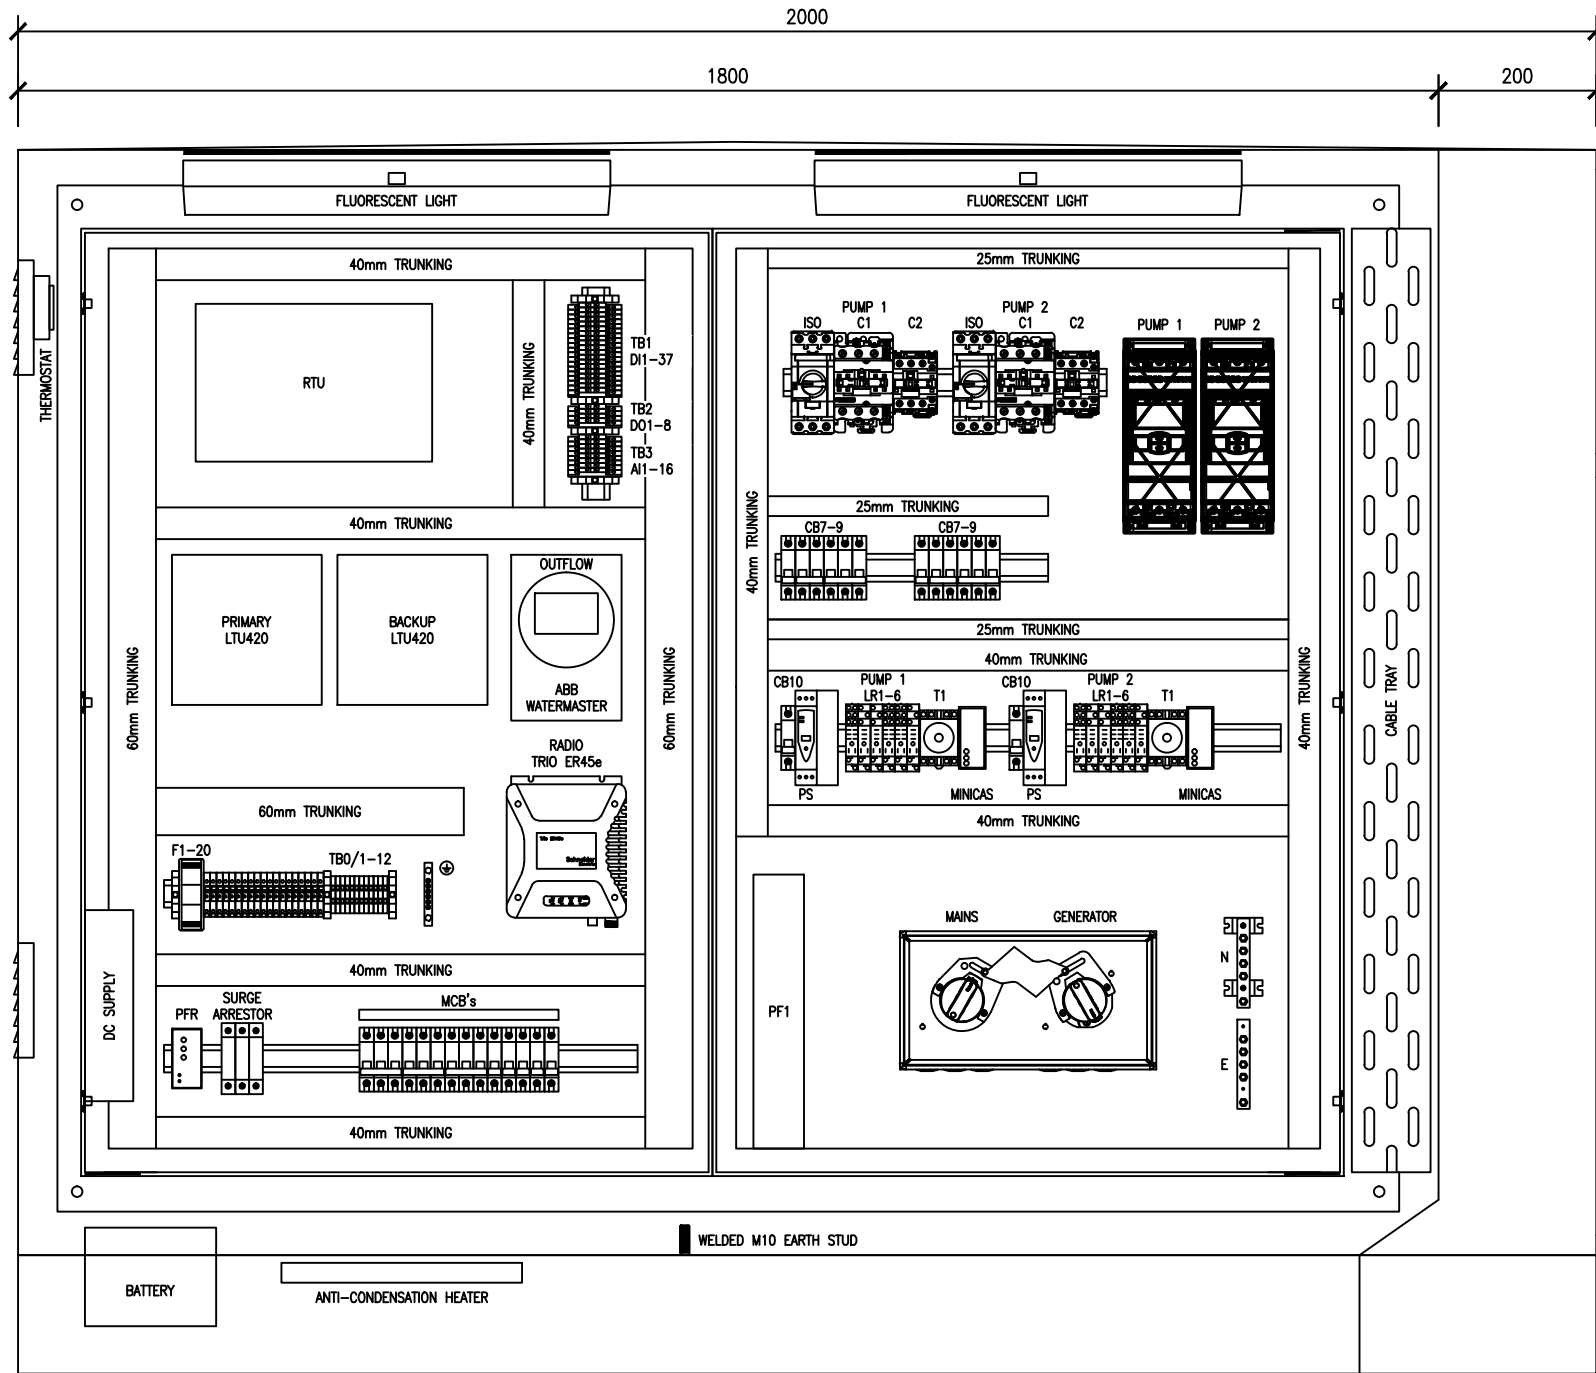 2000
1800
200
FLUORESCENT LIGHT
FLUORESCENT LIGHT
40mm TRUNKING
25mm TRUNKING
THERMOSTAT
RTU
40mm TRUNKING
TB1
DI1-37
TB2
DO1-8
TB3
AI1-16
PUMP 1
ISO
C1
C2
PUMP 2
ISO
C1
C2
PUMP 1
PUMP 2
40mm TRUNKING
25mm TRUNKING
40mm TRUNKING
CB7-9
CB7-9
OUTFLOW
PRIMARY
LTU420
BACKUP
LTU420
ABB
WATERMASTER
60mm TRUNKING
60mm TRUNKING
25mm TRUNKING
40mm TRUNKING
40mm TRUNKING
CABLE TRAY
CB10
PUMP 1
LR1-6
T1
CB10
PUMP 2
LR1-6
T1
PS
MINICAS
PS
MINICAS
RADIO
TRIO ER45e
60mm TRUNKING
40mm TRUNKING
Trio ER45e
Schneider
Electric
F1-20
TB0/1-12
MAINS
GENERATOR
N
E
PF1
DC SUPPLY
40mm TRUNKING
PFR
SURGE
ARRESTOR
MCB's
40mm TRUNKING
WELDED M10 EARTH STUD
BATTERY
ANTI-CONDENSATION HEATER